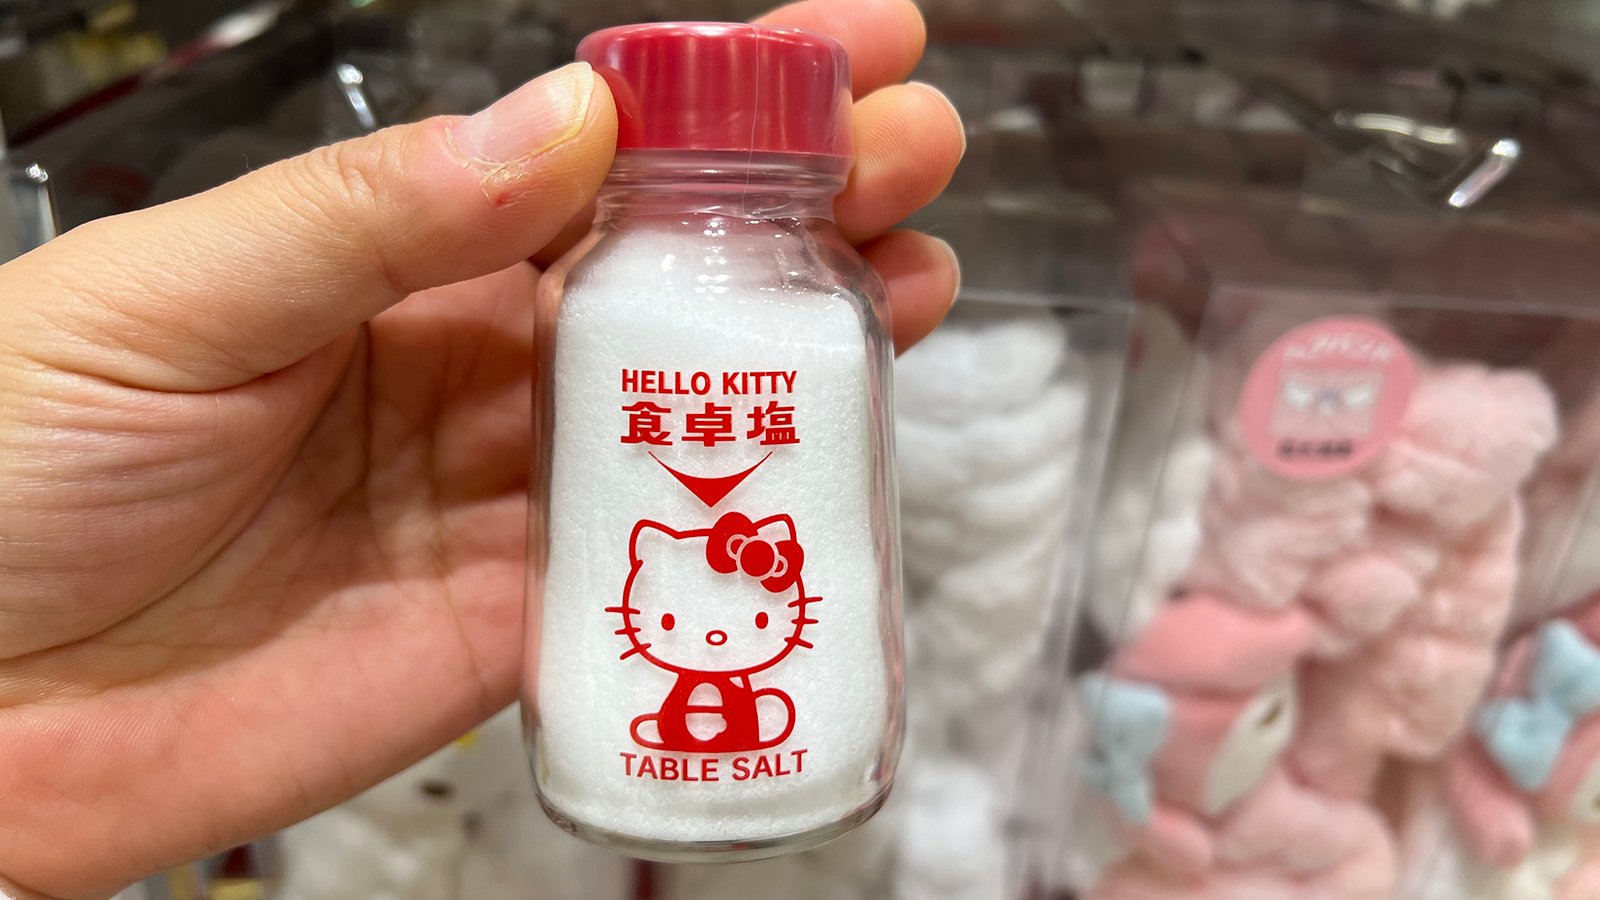 HELLO KITTY
食卓塩
TABLE SALT